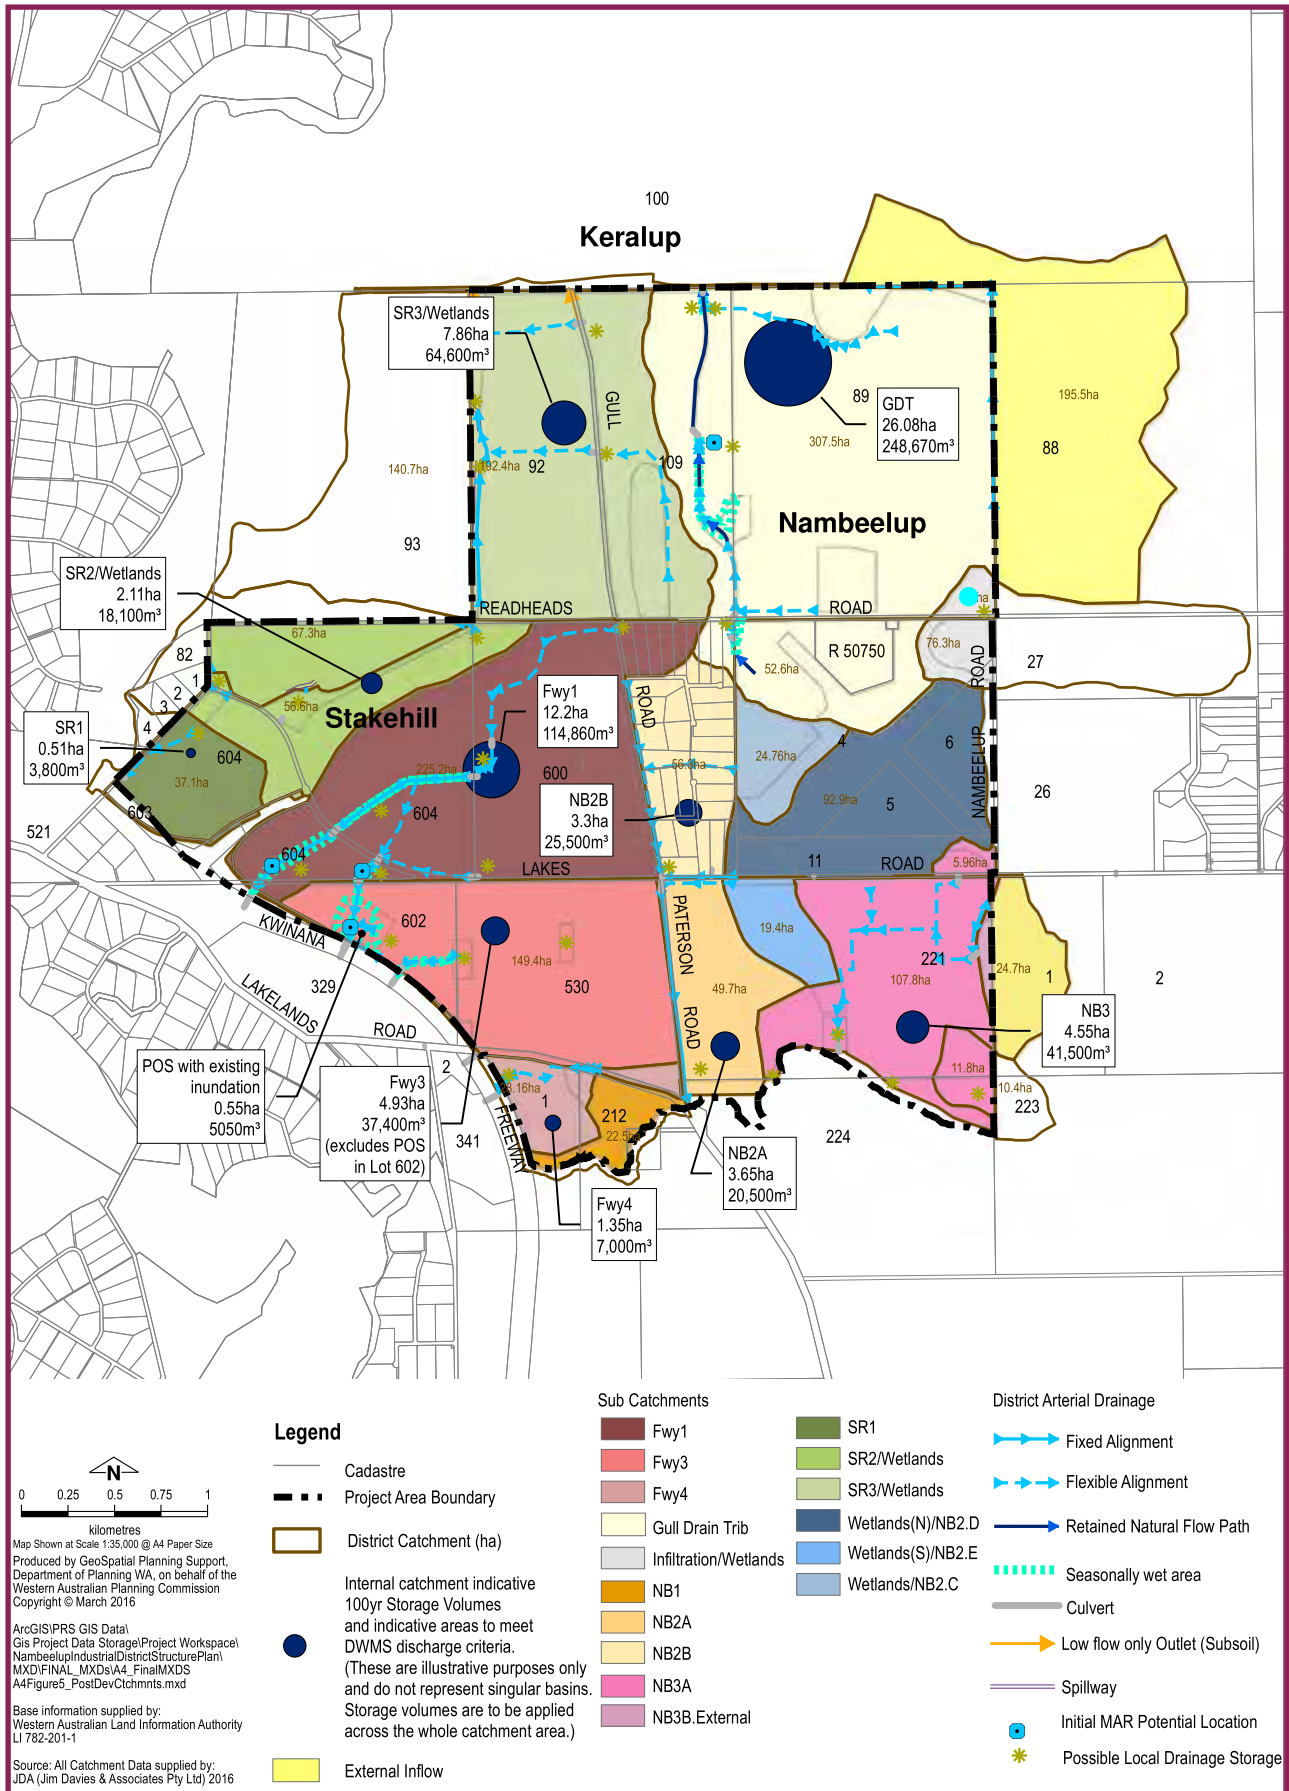 100
Keralup
SR3/Wetlands
7.86ha
64,600m³
GULL
89
GDT
26.08ha
248,670m³
195.5ha
307.5ha
88
140.7ha
192.4ha
92
109
Nambeelup
93
SR2/Wetlands
2.11ha
18,100m³
READHEADS
ROAD
67.3ha
82
76.3ha
R 50750
52.6ha
ROAD
27
1
2
3
4
56.6ha
Stakehill
Fwy1
12.2ha
114,860m³
ROAD
SR1
0.51ha
3,800m³
604
37.1ha
225.2ha
600
56.3ha
24.76ha
4
6
NAMBEELUP
92.9ha
5
26
NB2B
3.3ha
25,500m³
604
603
521
604
LAKES
11
ROAD
5.96ha
KWINANA
602
149.4ha
530
PATERSON
19.4ha
49.7ha
221
107.8ha
24.7ha
1
2
LAKELANDS
329
ROAD
ROAD
NB3
4.55ha
41,500m³
POS with existing
inundation
0.55ha
5050m³
Fwy3
4.93ha
37,400m³
(excludes POS
in Lot 602)
2
341
FREEWAY
1
212
22.5ha
11.8ha
10.4ha
223
224
NB2A
3.65ha
20,500m³
Fwy4
1.35ha
7,000m³
N
0 0.25 0.5 0.75 1
kilometres
Map Shown at Scale 1:35,000 @ A4 Paper Size
Produced by GeoSpatial Planning Support,
Department of Planning WA, on behalf of the
Western Australian Planning Commission
Copyright © March 2016
ArcGIS\PRS GIS Data\
Gis Project Data Storage\Project Workspace\
NambeelupIndustrialDistrictStructurePlan\
MXD\FINAL_MXDs\A4_FinalMXDS
A4Figure5_PostDevCtchmnts.mxd
Base information supplied by:
Western Australian Land Information Authority
LI 782-201-1
Source: All Catchment Data supplied by:
JDA (Jim Davies & Associates Pty Ltd) 2016
Legend
Cadastre
Project Area Boundary
District Catchment (ha)
Internal catchment indicative
100yr Storage Volumes
and indicative areas to meet
DWMS discharge criteria.
(These are illustrative purposes only
and do not represent singular basins.
Storage volumes are to be applied
across the whole catchment area.)
External Inflow
Sub Catchments
Fwy1
Fwy3
Fwy4
Gull Drain Trib
Infiltration/Wetlands
NB1
NB2A
NB2B
NB3A
NB3B.External
SR1
SR2/Wetlands
SR3/Wetlands
Wetlands(N)/NB2.D
Wetlands(S)/NB2.E
Wetlands/NB2.C
District Arterial Drainage
Fixed Alignment
Flexible Alignment
Retained Natural Flow Path
Seasonally wet area
Culvert
Low flow only Outlet (Subsoil)
Spillway
Initial MAR Potential Location
Possible Local Drainage Storage